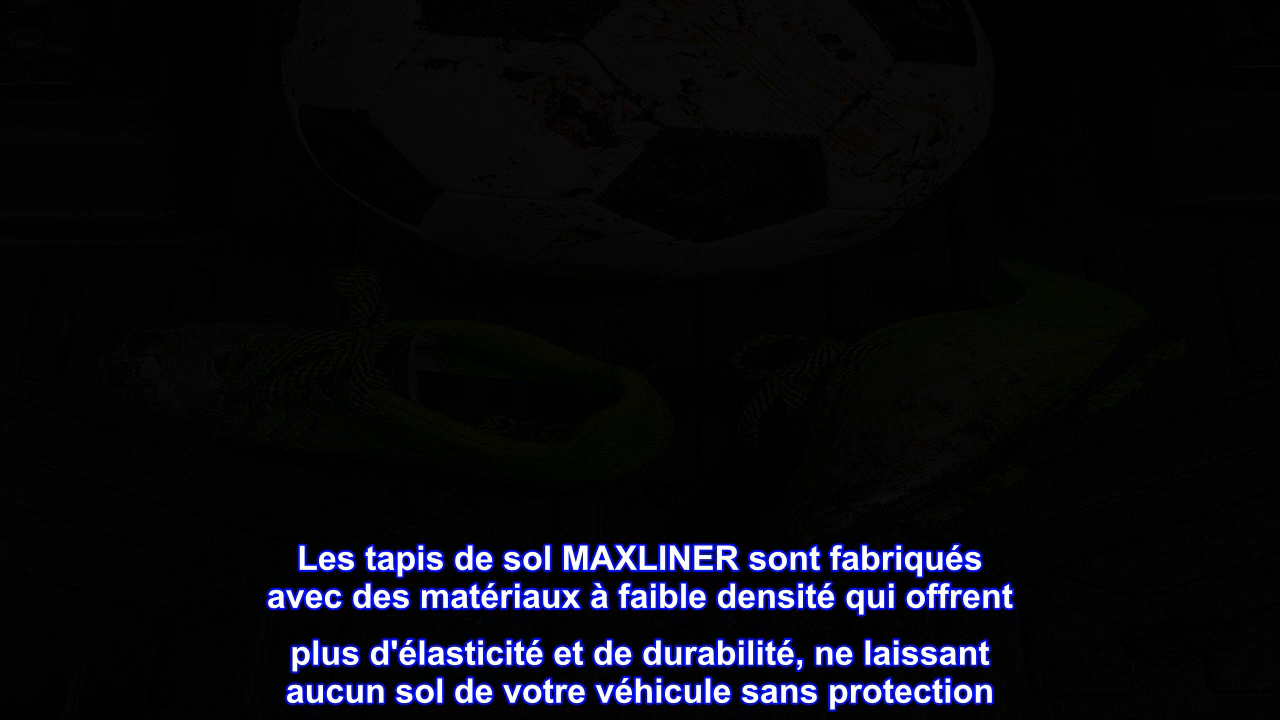 Les tapis de sol MAXLINER sont fabriqués
avec des matériaux à faible densité qui offrent
plus d'élasticité et de durabilité, ne laissant
aucun sol de votre véhicule sans protection